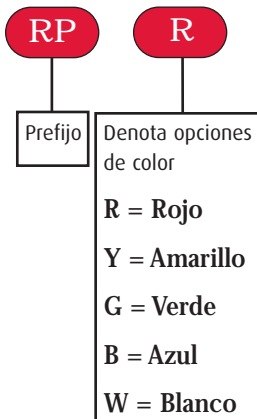 RP R
Prefijo
Denota opciones
de color
R = Rojo
Y = Amarillo
G = Verde
B = Azul
W = Blanco